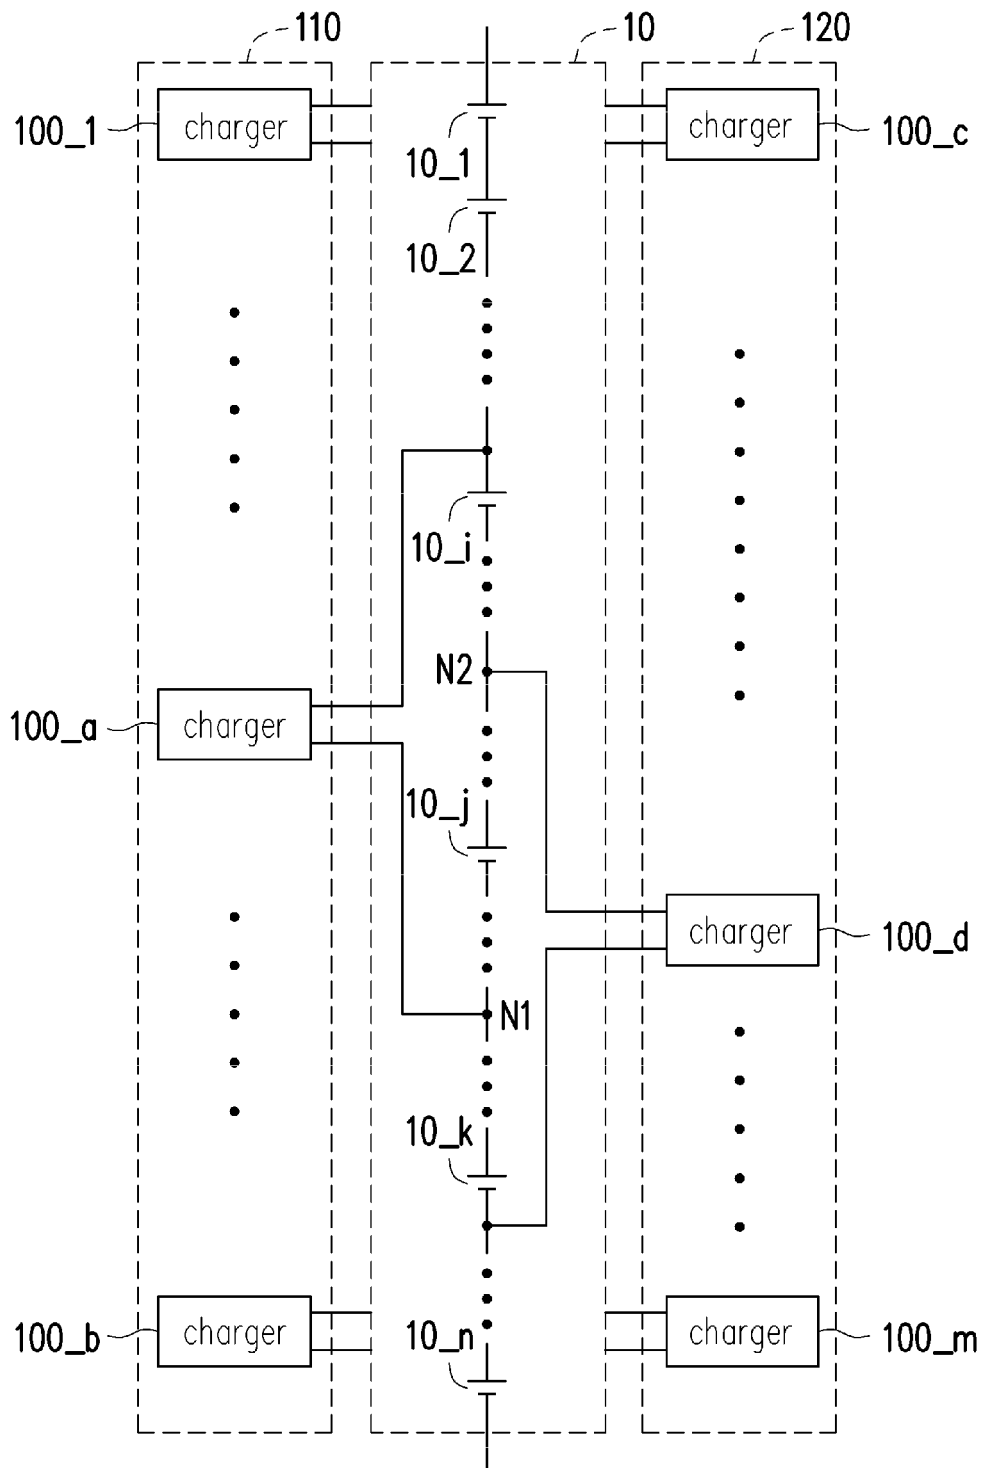 110
10
120
100_1
charger
charger
100_c
10_1
10_2
10_i
N2
100_a
charger
10_j
charger
100_d
N1
10_k
100_b
charger
10_n
charger
100_m